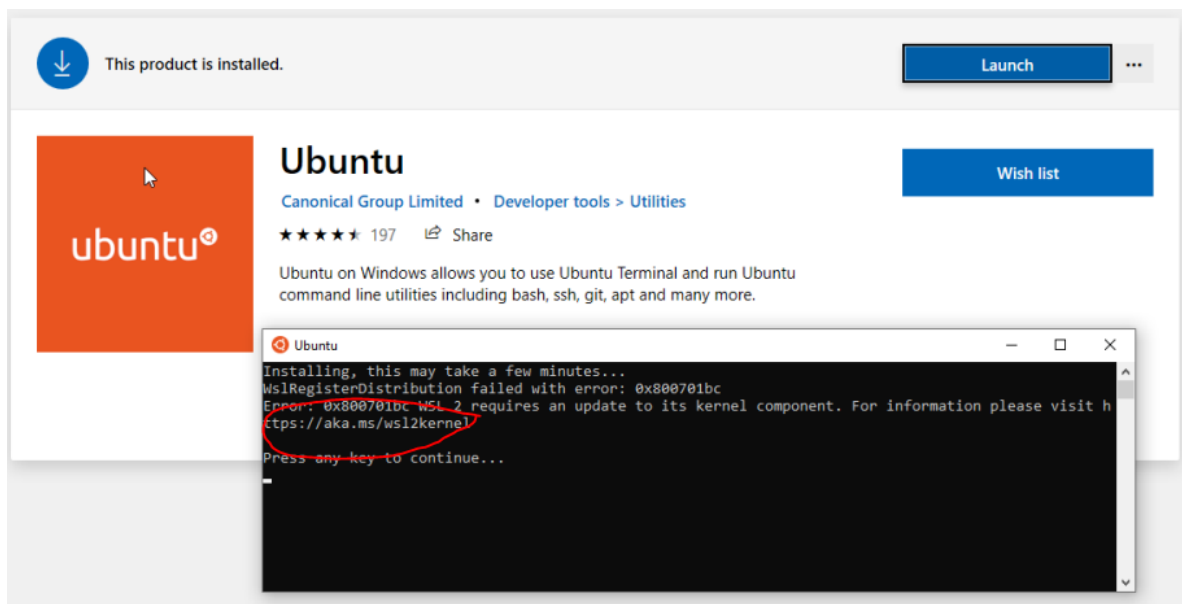 This product is installed.
Launch
...
Ubuntu
Wish list
Canonical Group Limited • Developer tools > Utilities
197 Share
ubuntu
Ubuntu on Windows allows you to use Ubuntu Terminal and run Ubuntu
command line utilities including bash, ssh, git, apt and many more.
Ubuntu
Installing, this may take a few minutes...
WslRegisterDistribution failed with error: 0x800701bc
Error: 0x800701bc WSL 2 requires an update to its kernel component. For information please visit h
ttps://aka.ms/wsl2kernel
Press any key to continue...